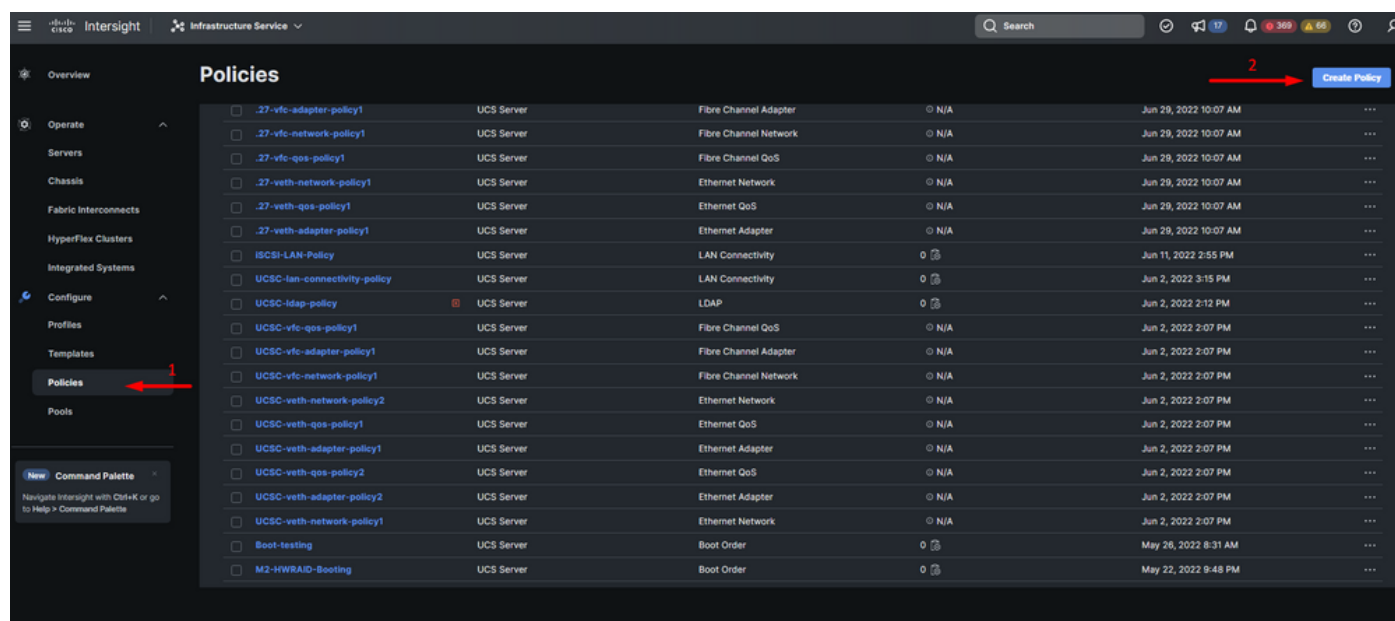 cisco Intersight Infrastructure Service Search 17 369 66
Policies
2
Create Policy
Overview
Operate
Servers
Chassis
Fabric Interconnects
HyperFlex Clusters
Integrated Systems
Configure
Profiles
Templates
Policies
1
Pools
New Command Palette
Navigate Intersight with Ctrl+K or go
to Help > Command Palette
.27-vfc-adapter-policy1 UCS Server Fibre Channel Adapter N/A Jun 29, 2022 10:07 AM ...
.27-vfc-network-policy1 UCS Server Fibre Channel Network N/A Jun 29, 2022 10:07 AM ...
.27-vfc-qos-policy1 UCS Server Fibre Channel QoS N/A Jun 29, 2022 10:07 AM ...
.27-veth-network-policy1 UCS Server Ethernet Network N/A Jun 29, 2022 10:07 AM ...
.27-veth-qos-policy1 UCS Server Ethernet QoS N/A Jun 29, 2022 10:07 AM ...
.27-veth-adapter-policy1 UCS Server Ethernet Adapter N/A Jun 29, 2022 10:07 AM ...
iSCSI-LAN-Policy UCS Server LAN Connectivity 0 Jun 11, 2022 2:55 PM ...
UCSC-lan-connectivity-policy UCS Server LAN Connectivity 0 Jun 2, 2022 3:15 PM ...
UCSC-ldap-policy UCS Server LDAP 0 Jun 2, 2022 2:12 PM ...
UCSC-vfc-qos-policy1 UCS Server Fibre Channel QoS N/A Jun 2, 2022 2:07 PM ...
UCSC-vfc-adapter-policy1 UCS Server Fibre Channel Adapter N/A Jun 2, 2022 2:07 PM ...
UCSC-vfc-network-policy1 UCS Server Fibre Channel Network N/A Jun 2, 2022 2:07 PM ...
UCSC-veth-network-policy2 UCS Server Ethernet Network N/A Jun 2, 2022 2:07 PM ...
UCSC-veth-qos-policy1 UCS Server Ethernet QoS N/A Jun 2, 2022 2:07 PM ...
UCSC-veth-adapter-policy1 UCS Server Ethernet Adapter N/A Jun 2, 2022 2:07 PM ...
UCSC-veth-qos-policy2 UCS Server Ethernet QoS N/A Jun 2, 2022 2:07 PM ...
UCSC-veth-adapter-policy2 UCS Server Ethernet Adapter N/A Jun 2, 2022 2:07 PM ...
UCSC-veth-network-policy1 UCS Server Ethernet Network N/A Jun 2, 2022 2:07 PM ...
Boot-testing UCS Server Boot Order 0 May 26, 2022 8:31 AM ...
M2-HWRAID-Booting UCS Server Boot Order 0 May 22, 2022 9:48 PM ...